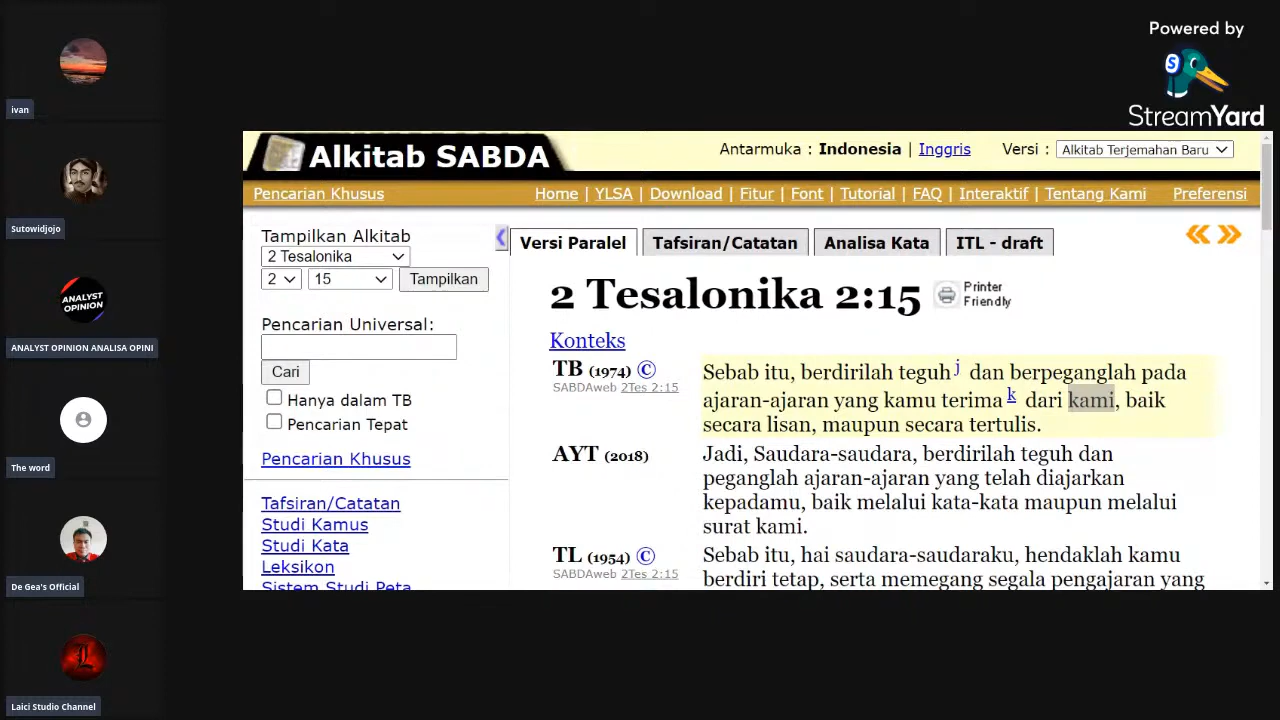 Powered by
StreamYard
ivan
Sutowidjojo
ANALYST OPINION
ANALYST OPINION ANALISA OPINI
The word
De Gea's Official
L
Laici Studio Channel
Alkitab SABDA
Antarmuka : Indonesia | Inggris Versi : Alkitab Terjemahan Baru
Pencarian Khusus
Home | YLSA | Download | Fitur | Font | Tutorial | FAQ | Interaktif | Tentang Kami Preferensi
Tampilkan Alkitab
2 Tesalonika
2 15 Tampilkan
Pencarian Universal:
Cari
Hanya dalam TB
Pencarian Tepat
Pencarian Khusus
Tafsiran/Catatan
Studi Kamus
Studi Kata
Leksikon
Sistem Studi Peta
Versi Paralel Tafsiran/Catatan Analisa Kata ITL - draft
2 Tesalonika 2:15 Printer Friendly
Konteks
TB (1974) ©
SABDAweb 2Tes 2:15
Sebab itu, berdirilah teguh j dan berpeganglah pada
ajaran-ajaran yang kamu terima k dari kami, baik
secara lisan, maupun secara tertulis.
AYT (2018)
Jadi, Saudara-saudara, berdirilah teguh dan
peganglah ajaran-ajaran yang telah diajarkan
kepadamu, baik melalui kata-kata maupun melalui
surat kami.
TL (1954) ©
SABDAweb 2Tes 2:15
Sebab itu, hai saudara-saudaraku, hendaklah kamu
berdiri tetap, serta memegang segala pengajaran yang